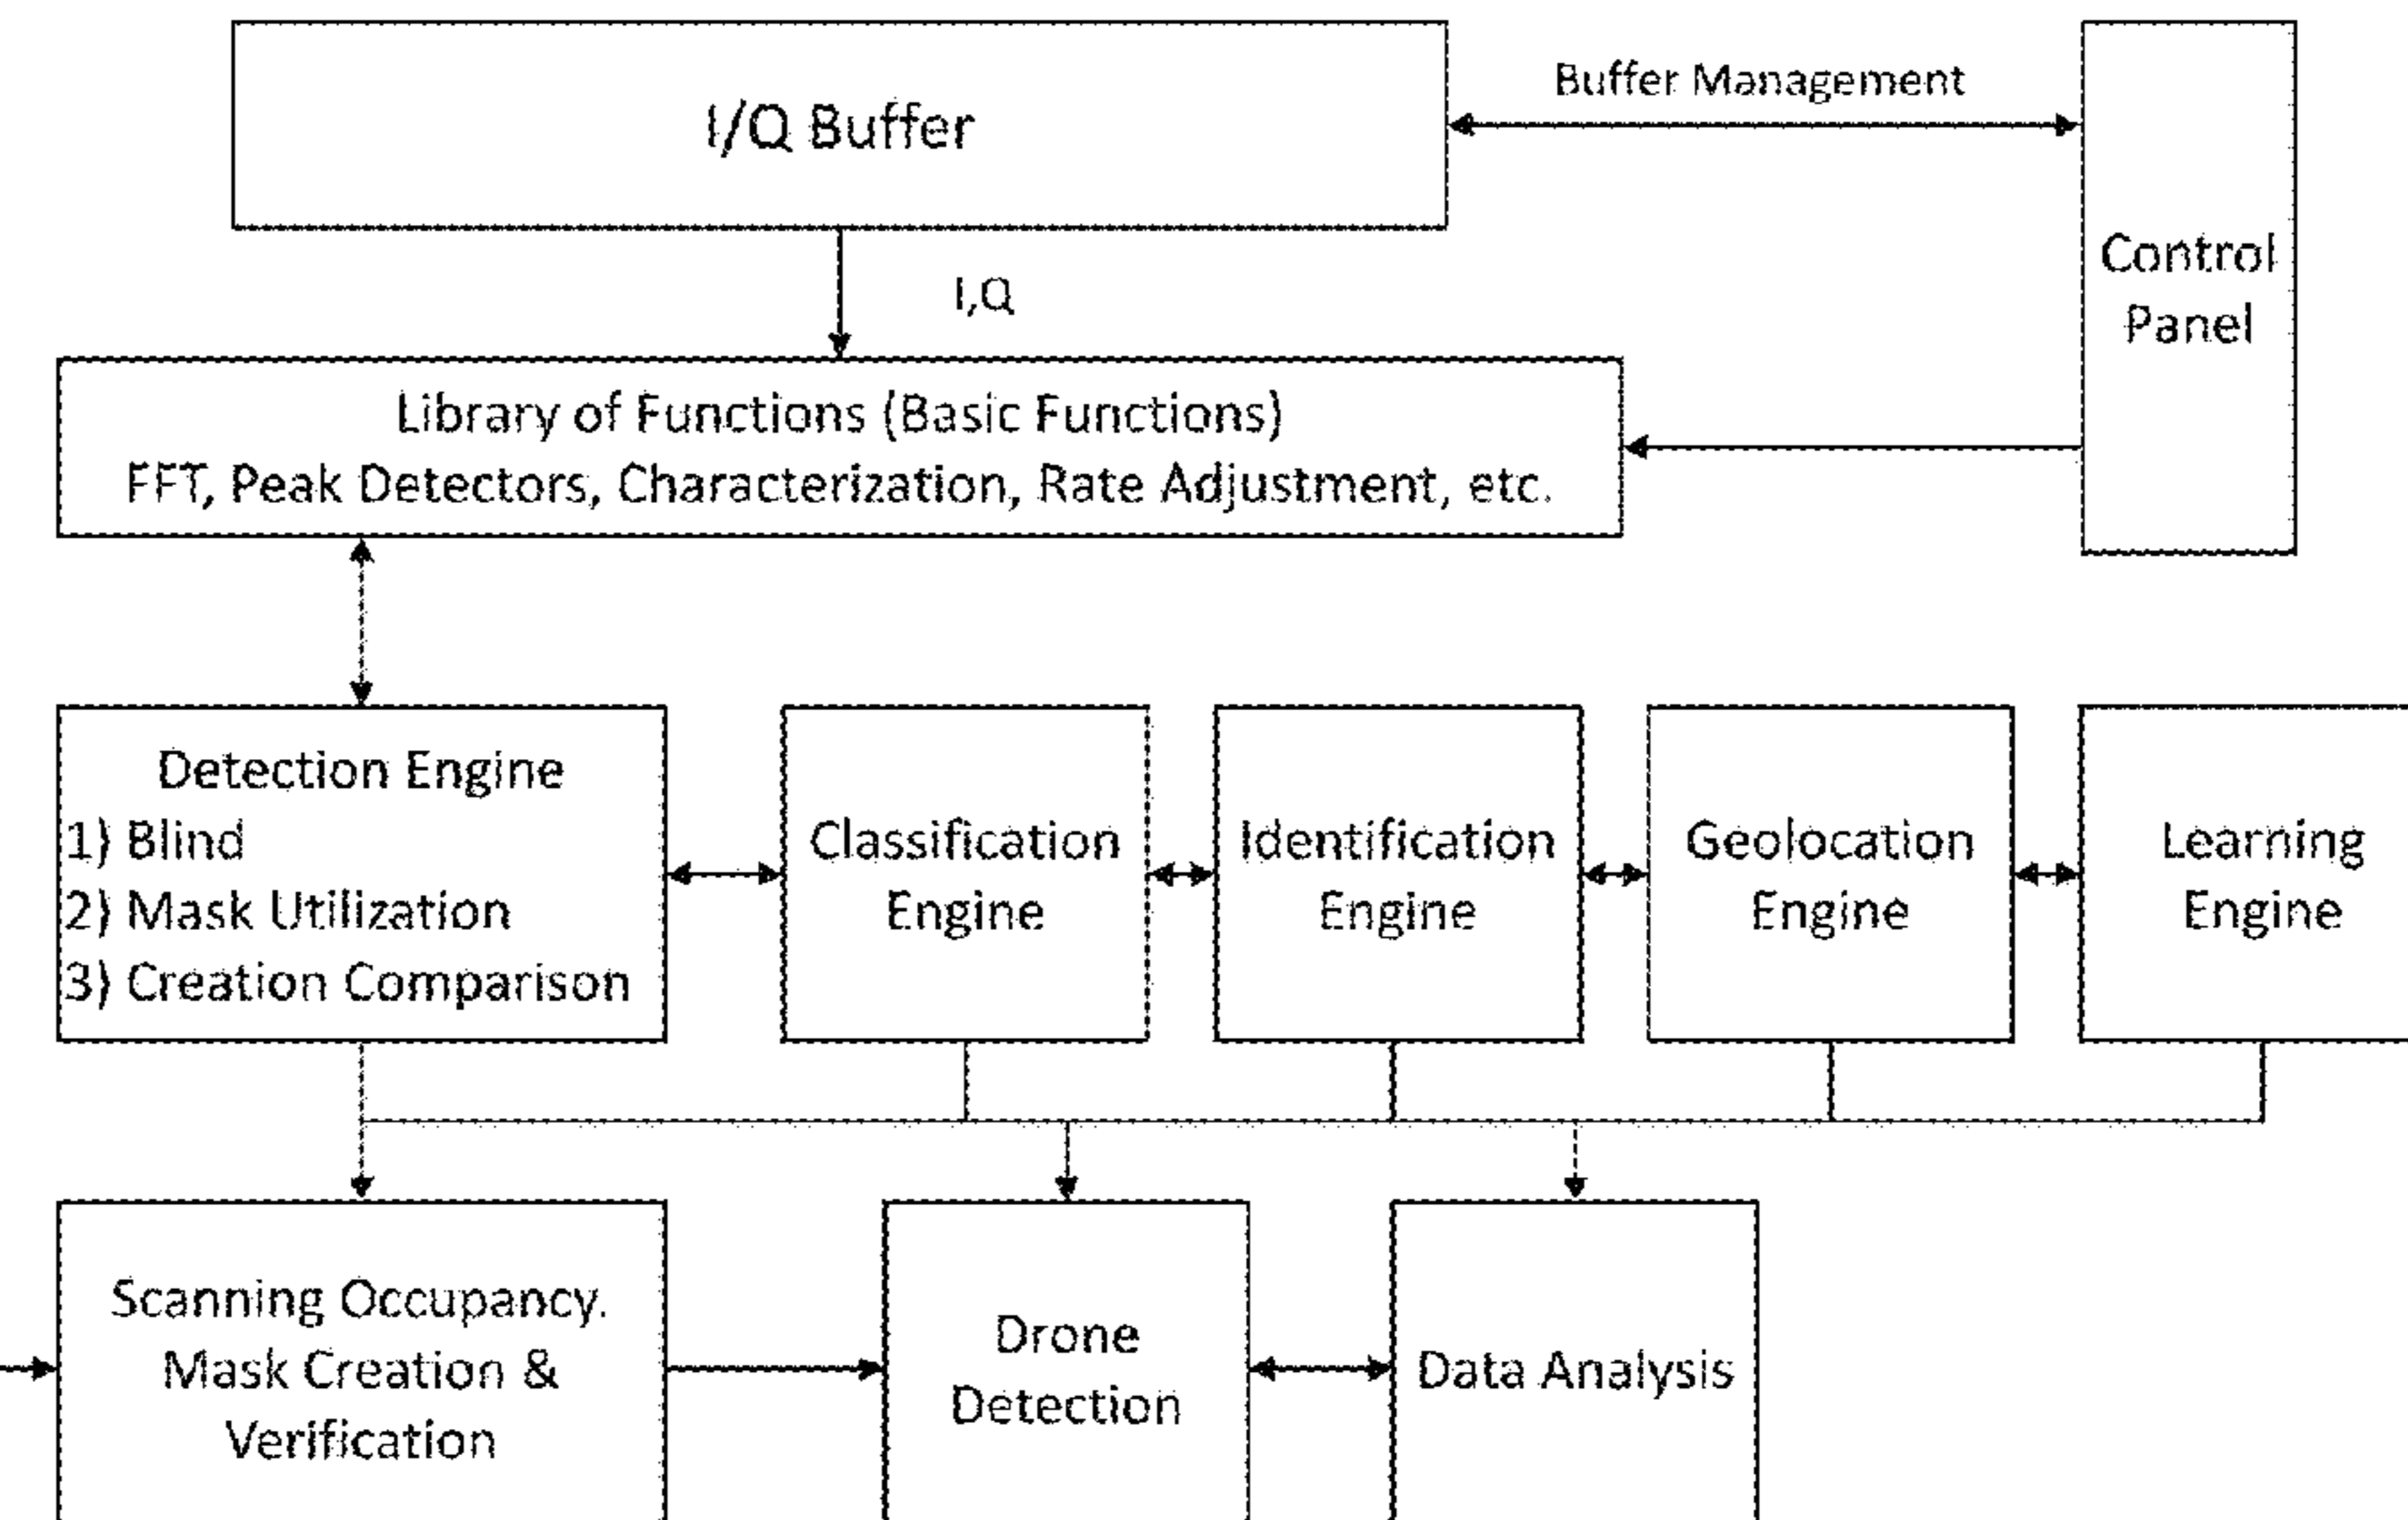 I/Q Buffer
Buffer Management
Control
Panel
I,Q
Library of Functions (Basic Functions)
FFT, Peak Detectors, Characterization, Rate Adjustment, etc.
Detection Engine
1) Blind
2) Mask Utilization
3) Creation Comparison
Classification
Engine
Identification
Engine
Geolocation
Engine
Learning
Engine
Scanning Occupancy.
Mask Creation &
Verification
Drone
Detection
Data Analysis